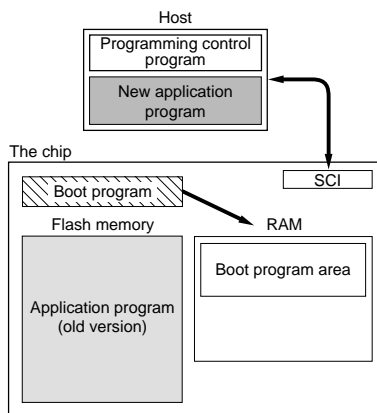 Host
Programming control
program
New application
program
The chip
SCI
Boot program
Flash memory
RAM
Boot program area
Application program
(old version)